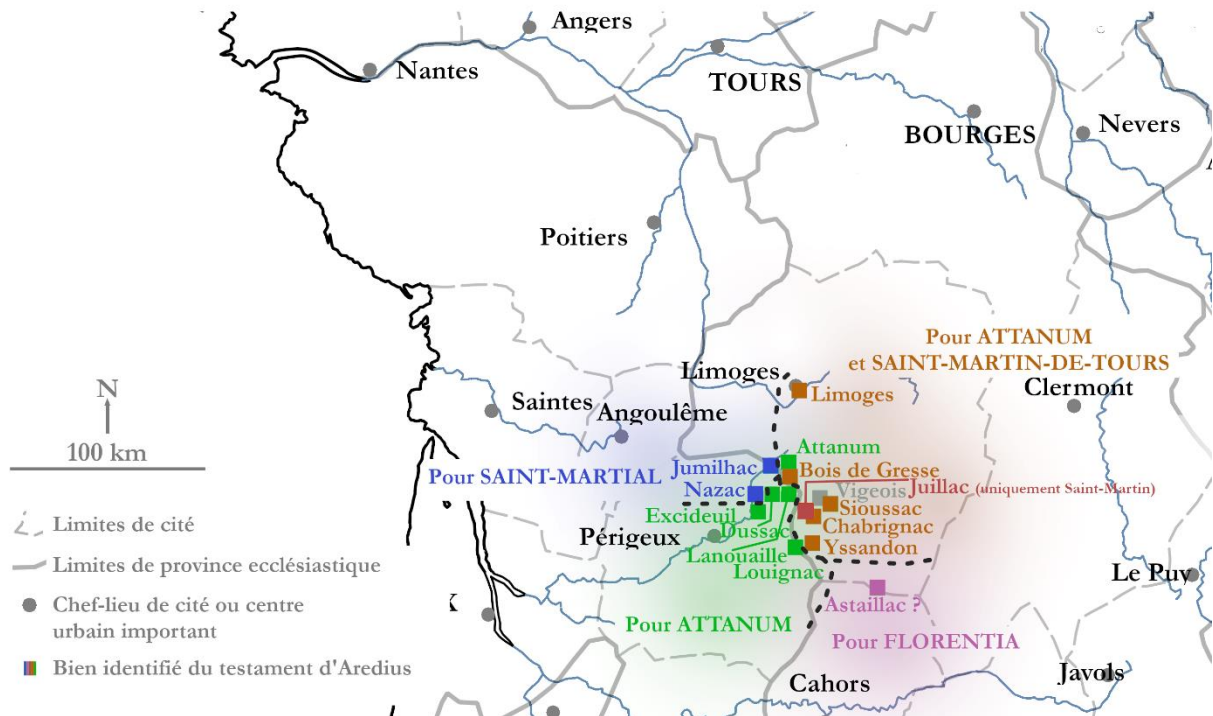 Angers
Nantes
TOURS
BOURGES
Nevers
Poitiers
Pour ATTANUM
et SAINT-MARTIN-DE-TOURS
Limoges
Limoges
Clermont
N
100 km
Saintes
Angoulême
Attanum
Pour SAINT-MARTIAL
Jumilhac
Bois de Gresse
Nazac
Vigeois
Juillac (uniquement Saint-Martin)
Sioussac
Excideuil
Dussac
Chabrignac
Périgeux
Lanouaille
Yssandon
Louignac
Le Puy
Astaillac ?
Pour ATTANUM
Pour FLORENTIA
Cahors
Javols
Limites de cité
Limites de province ecclésiastique
Chef-lieu de cité ou centre
urbain important
Bien identifié du testament d'Aredius